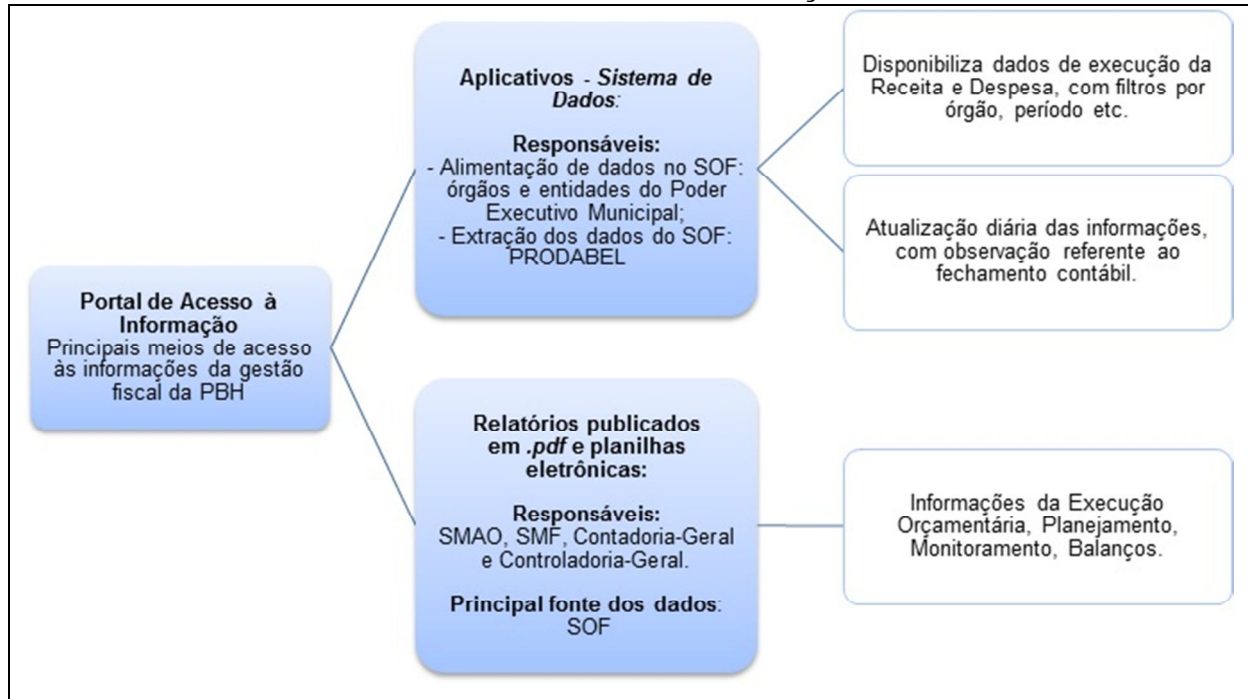 Portal de Acesso à
Informação
Principais meios de acesso
às informações da gestão
fiscal da PBH
Aplicativos - Sistema de
Dados:
Responsáveis:
- Alimentação de dados no SOF:
órgãos e entidades do Poder
Executivo Municipal;
- Extração dos dados do SOF:
PRODABEL
Disponibiliza dados de execução da
Receita e Despesa, com filtros por
órgão, período etc.
Atualização diária das informações,
com observação referente ao
fechamento contábil.
Relatórios publicados
em .pdf e planilhas
eletrônicas:
Responsáveis:
SMAO, SMF, Contadoria-Geral
e Controladoria-Geral.
Principal fonte dos dados:
SOF
Informações da Execução
Orçamentária, Planejamento,
Monitoramento, Balanços.